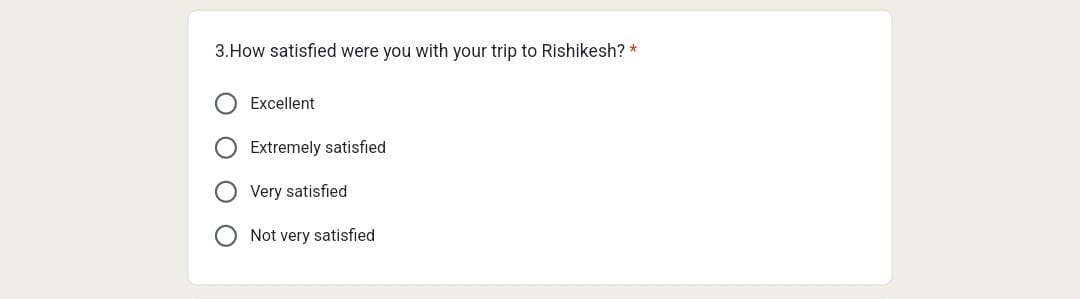 3.How satisfied were you with your trip to Rishikesh? *
Excellent
Extremely satisfied
Very satisfied
Not very satisfied